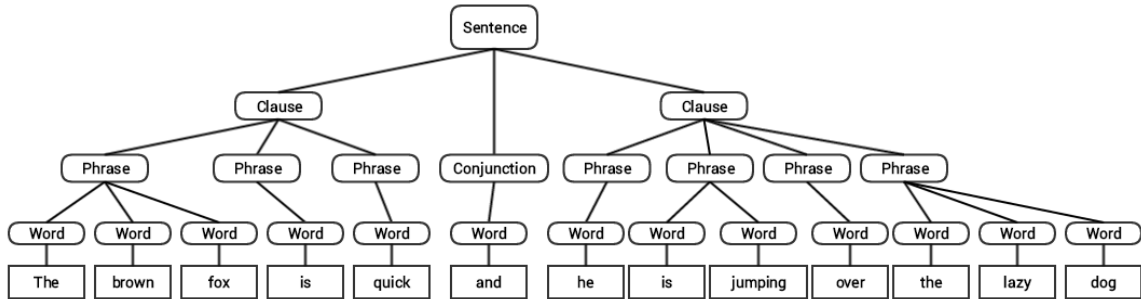 Sentence
Clause Clause
Phrase Phrase Phrase Conjunction Phrase Phrase Phrase Phrase
Word Word Word Word Word Word Word Word Word Word Word Word Word
The brown fox is quick and he is jumping over the lazy dog